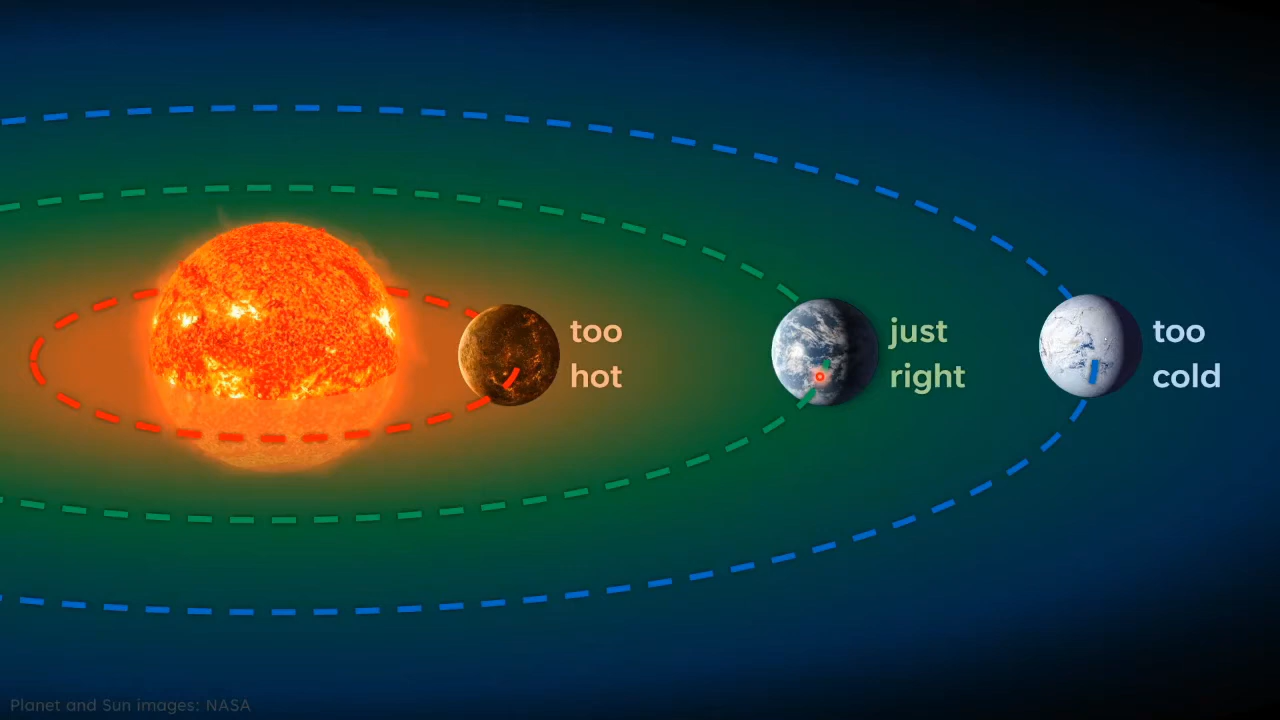 too
hot
just
right
too
cold
Planet and Sun images: NASA